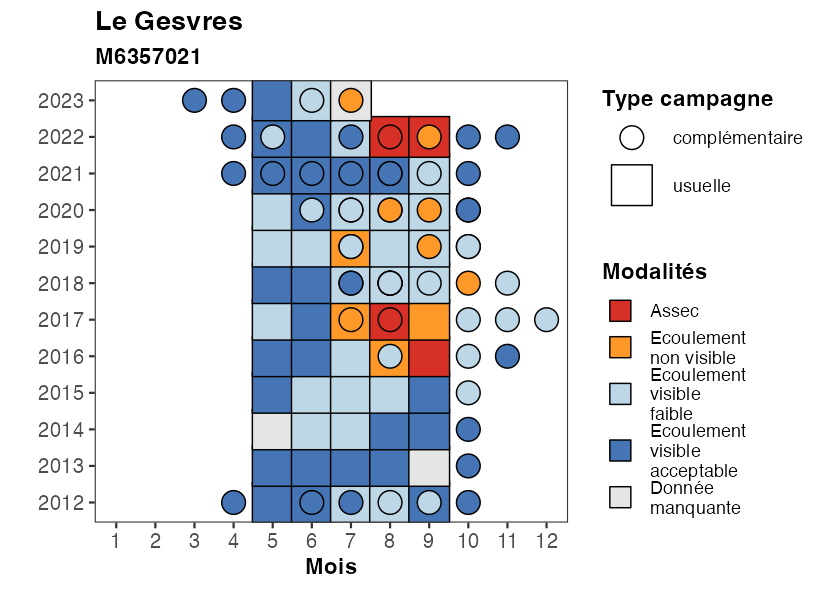 Le Gesvres
M6357021
2023
2022
2021
2020
2019
2018
2017
2016
2015
2014
2013
2012
1 2 3 4 5 6 7 8 9 10 11 12
Mois
Type campagne
complémentaire
usuelle
Modalités
Assec
Ecoulement
non visible
Ecoulement
visible
faible
Ecoulement
visible
acceptable
Donnée
manquante